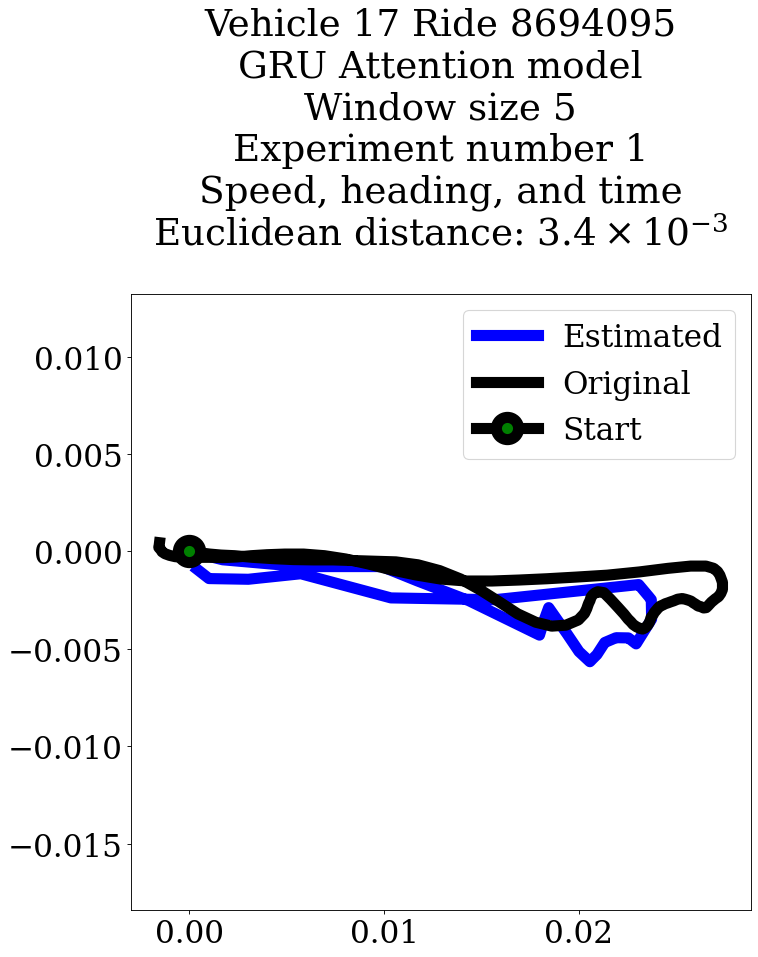 Vehicle 17 Ride 8694095
GRU Attention model
Window size 5
Experiment number 1
Speed, heading, and time
Euclidean distance: 3.4 × 10⁻³
Estimated
Original
Start
0.010
0.005
0.000
−0.005
−0.010
−0.015
0.00 0.01 0.02